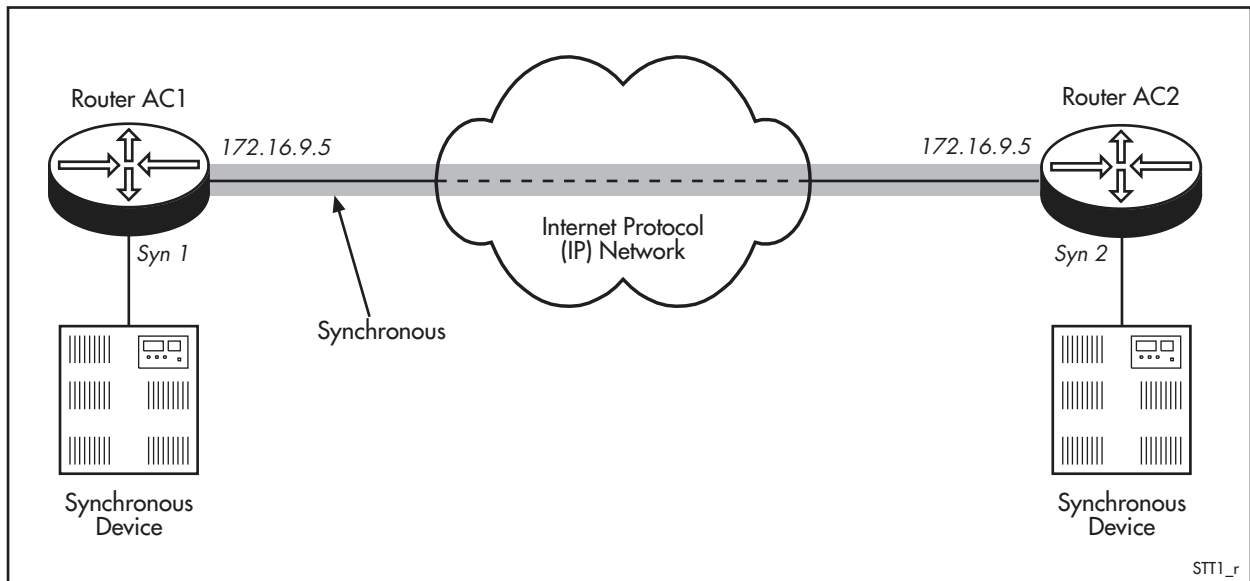 Router AC1
Router AC2
172.16.9.5
172.16.9.5
Internet Protocol
(IP) Network
Syn 1
Syn 2
Synchronous
Synchronous
Device
Synchronous
Device
STT1_r